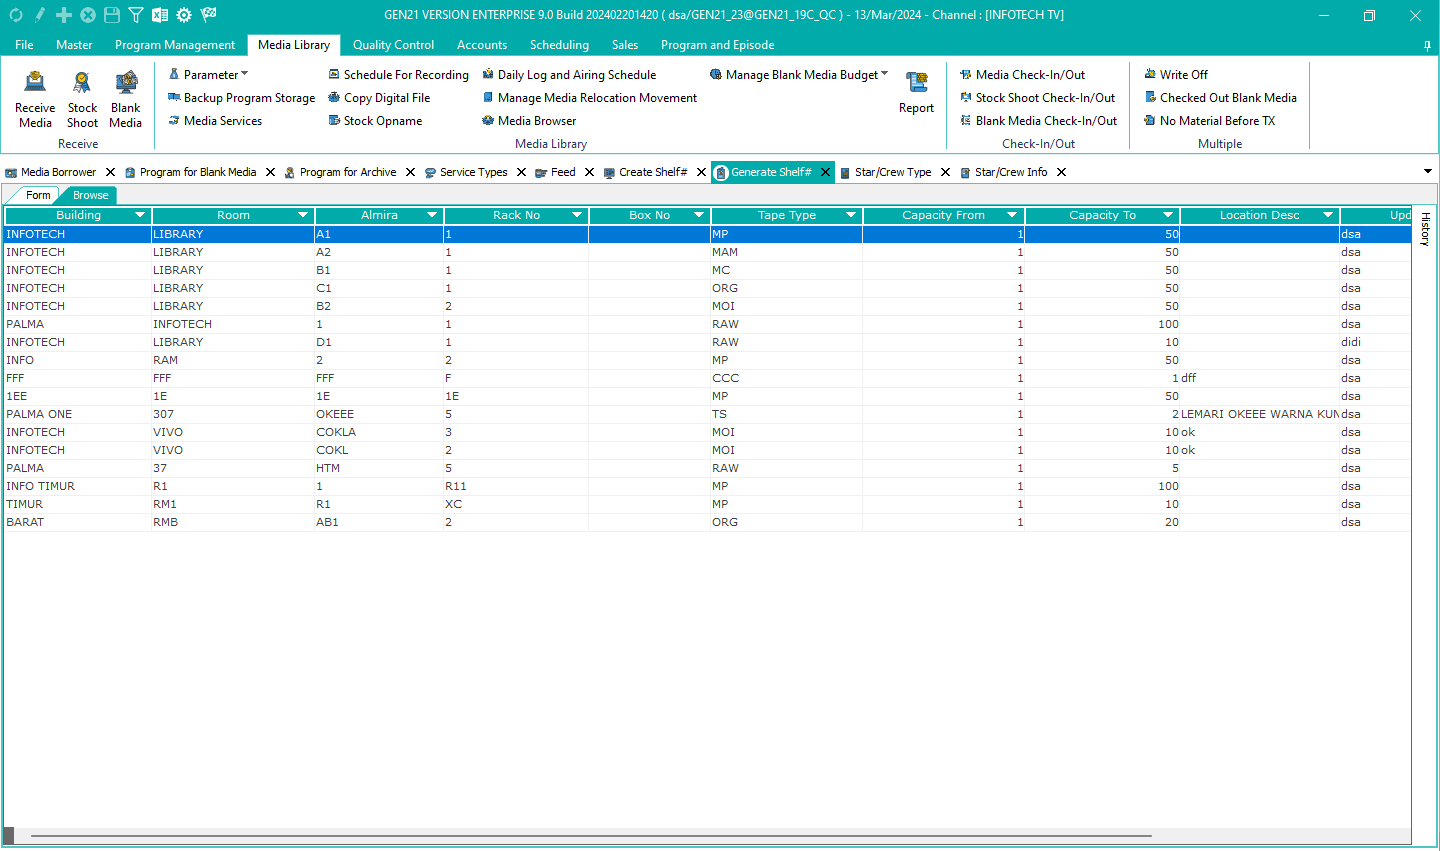 GEN21 VERSION ENTERPRISE 9.0 Build 202402201420 ( dsa/GEN21_23@GEN21_19C_QC ) - 13/Mar/2024 - Channel : [INFOTECH TV]
File Master Program Management Media Library Quality Control Accounts Scheduling Sales Program and Episode
Receive Media
Stock Shoot
Blank Media
Receive
Parameter Schedule For Recording Daily Log and Airing Schedule Manage Blank Media Budget
Backup Program Storage Copy Digital File Manage Media Relocation Movement
Media Services Stock Opname Media Browser
Report
Media Library
Media Check-In/Out
Stock Shoot Check-In/Out
Blank Media Check-In/Out
Check-In/Out
Write Off
Checked Out Blank Media
No Material Before TX
Multiple
Media Borrower Program for Blank Media Program for Archive Service Types Feed Create Shelf# Generate Shelf# Star/Crew Type Star/Crew Info
Form Browse
Building Room Almira Rack No Box No Tape Type Capacity From Capacity To Location Desc Upd
INFOTECH LIBRARY A1 1 MP 1 50 dsa
INFOTECH LIBRARY A2 1 MAM 1 50 dsa
INFOTECH LIBRARY B1 1 MC 1 50 dsa
INFOTECH LIBRARY C1 1 ORG 1 50 dsa
INFOTECH LIBRARY B2 2 MOI 1 50 dsa
PALMA INFOTECH 1 1 RAW 1 100 dsa
INFOTECH LIBRARY D1 1 RAW 1 10 didi
INFO RAM 2 2 MP 1 50 dsa
FFF FFF FFF F CCC 1 1 dff dsa
1EE 1E 1E 1E MP 1 50 dsa
PALMA ONE 307 OKEEE 5 TS 1 2 LEMARI OKEEE WARNA KUN dsa
INFOTECH VIVO COKLA 3 MOI 1 10 ok dsa
INFOTECH VIVO COKL 2 MOI 1 10 ok dsa
PALMA 37 HTM 5 RAW 1 5 dsa
INFO TIMUR R1 1 R11 MP 1 100 dsa
TIMUR RM1 R1 XC MP 1 10 dsa
BARAT RMB AB1 2 ORG 1 20 dsa
History